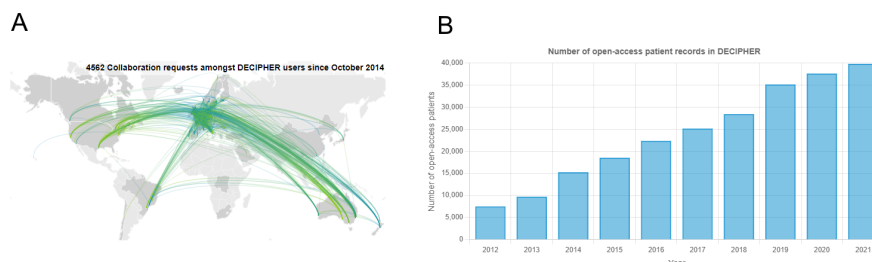 A
4562 Collaboration requests amongst DECIPHER users since October 2014
B
Number of open-access patient records in DECIPHER
Number of open-access patients
40,000
35,000
30,000
25,000
20,000
15,000
10,000
5,000
0
2012 2013 2014 2015 2016 2017 2018 2019 2020 2021